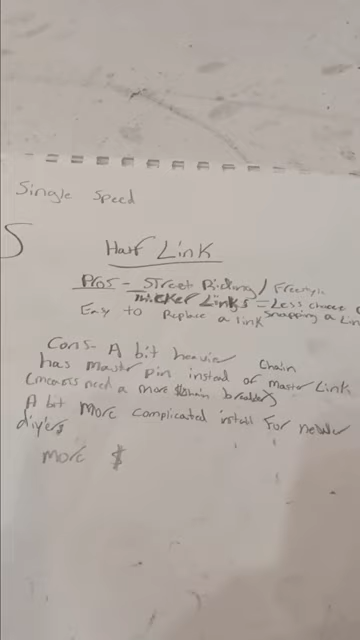 Single Speed
S
Half Link
Pros - Street Riding / Freestyle
Thicker Links = Less chance
Easy to Replace a link snapping a Link
Cons - A bit heavier chain
has master pin instead of master Link
(means need a more chain breaker)
A bit more complicated install For newer
diyers
more $